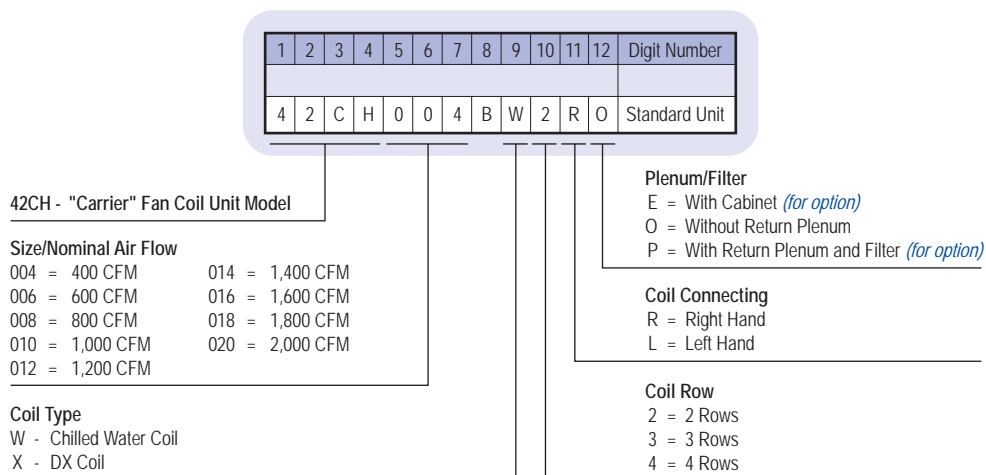 1 2 3 4 5 6 7 8 9 10 11 12 Digit Number
4 2 C H 0 0 4 B W 2 R O Standard Unit
42CH - "Carrier" Fan Coil Unit Model
Size/Nominal Air Flow
004 = 400 CFM 014 = 1,400 CFM
006 = 600 CFM 016 = 1,600 CFM
008 = 800 CFM 018 = 1,800 CFM
010 = 1,000 CFM 020 = 2,000 CFM
012 = 1,200 CFM
Coil Type
W - Chilled Water Coil
X - DX Coil
Plenum/Filter
E = With Cabinet (for option)
O = Without Return Plenum
P = With Return Plenum and Filter (for option)
Coil Connecting
R = Right Hand
L = Left Hand
Coil Row
2 = 2 Rows
3 = 3 Rows
4 = 4 Rows